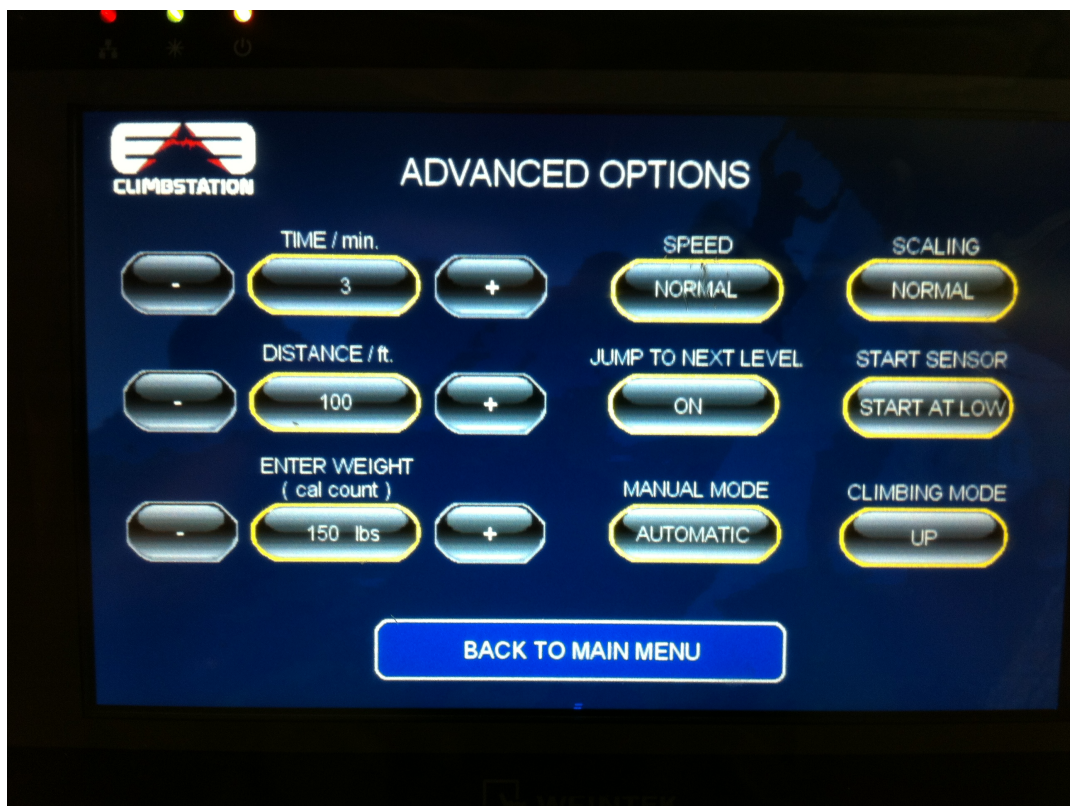 CLIMBSTATION
ADVANCED OPTIONS
TIME / min.
- 3 +
SPEED
NORMAL
SCALING
NORMAL
DISTANCE / ft.
- 100 +
JUMP TO NEXT LEVEL
ON
START SENSOR
START AT LOW
ENTER WEIGHT
( cal count )
- 150 lbs +
MANUAL MODE
AUTOMATIC
CLIMBING MODE
UP
BACK TO MAIN MENU